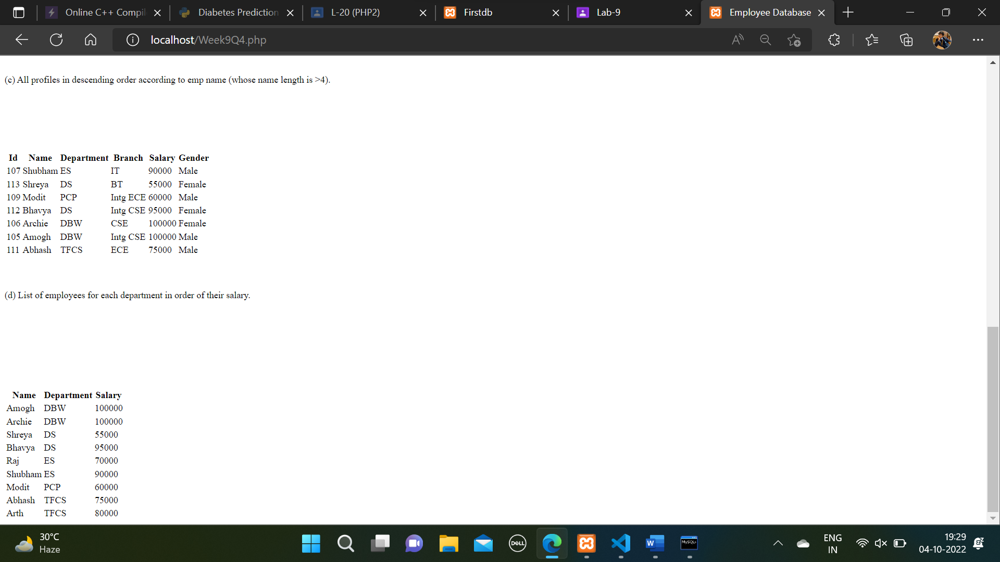 Online C++ Compil
Diabetes Prediction
L-20 (PHP2)
Firstdb
Lab-9
Employee Database
localhost/Week9Q4.php
(c) All profiles in descending order according to emp name (whose name length is >4).
Id Name Department Branch Salary Gender
107 Shubham ES IT 90000 Male
113 Shreya DS BT 55000 Female
109 Modit PCP Intg ECE 60000 Male
112 Bhavya DS Intg CSE 95000 Female
106 Archie DBW CSE 100000 Female
105 Amogh DBW Intg CSE 100000 Male
111 Abhash TFCS ECE 75000 Male
(d) List of employees for each department in order of their salary.
Name Department Salary
Amogh DBW 100000
Archie DBW 100000
Shreya DS 55000
Bhavya DS 95000
Raj ES 70000
Shubham ES 90000
Modit PCP 60000
Abhash TFCS 75000
Arth TFCS 80000
30°C
Haze
DELL
W
MySQL>
ENG
IN
19:29
04-10-2022